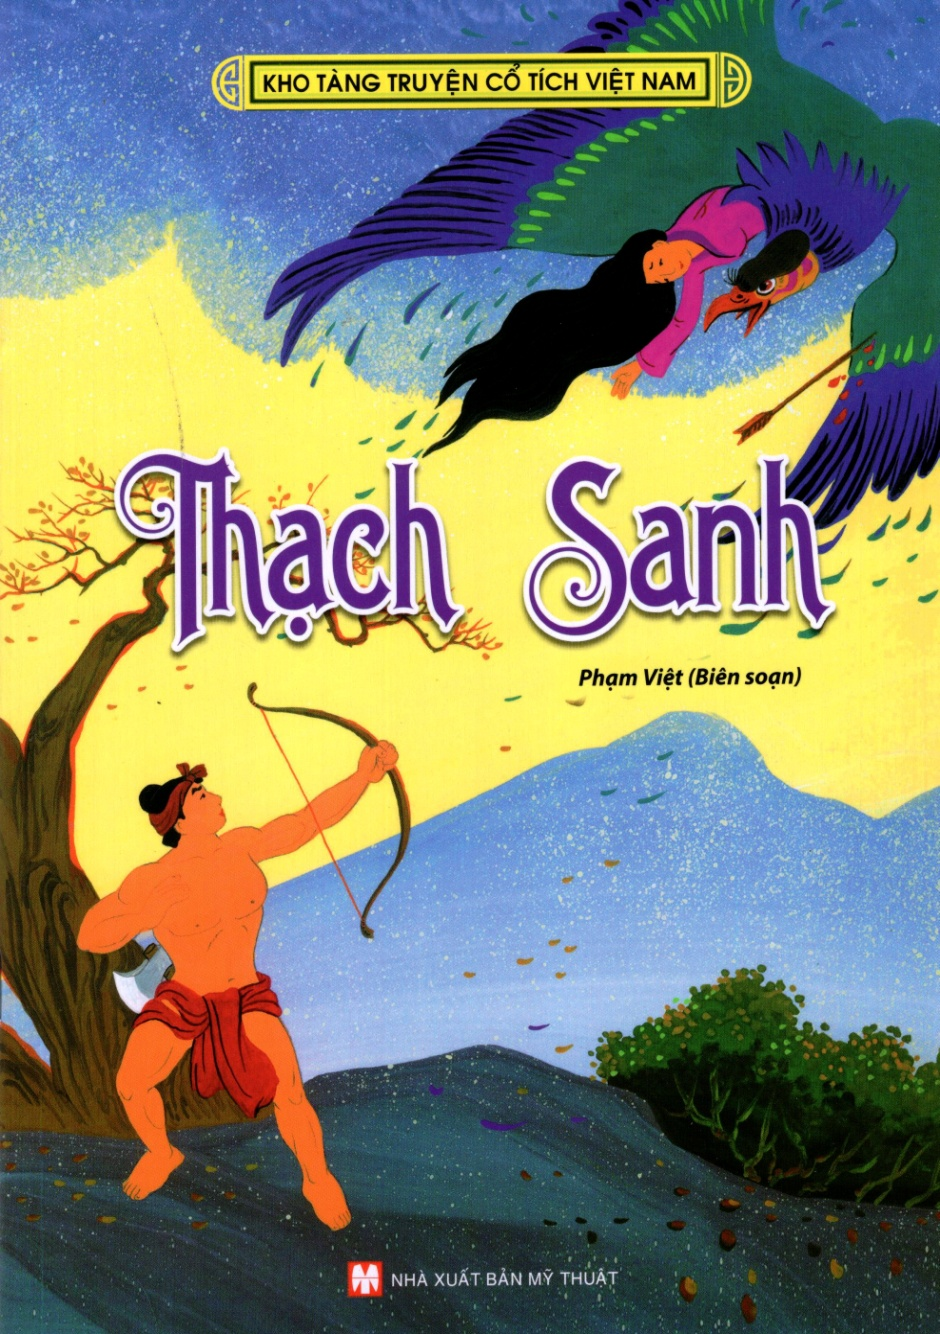 KHO TÀNG TRUYỆN CỔ TÍCH VIỆT NAM
Thạch Sanh
Phạm Việt (Biên soạn)
NHÀ XUẤT BẢN MỸ THUẬT